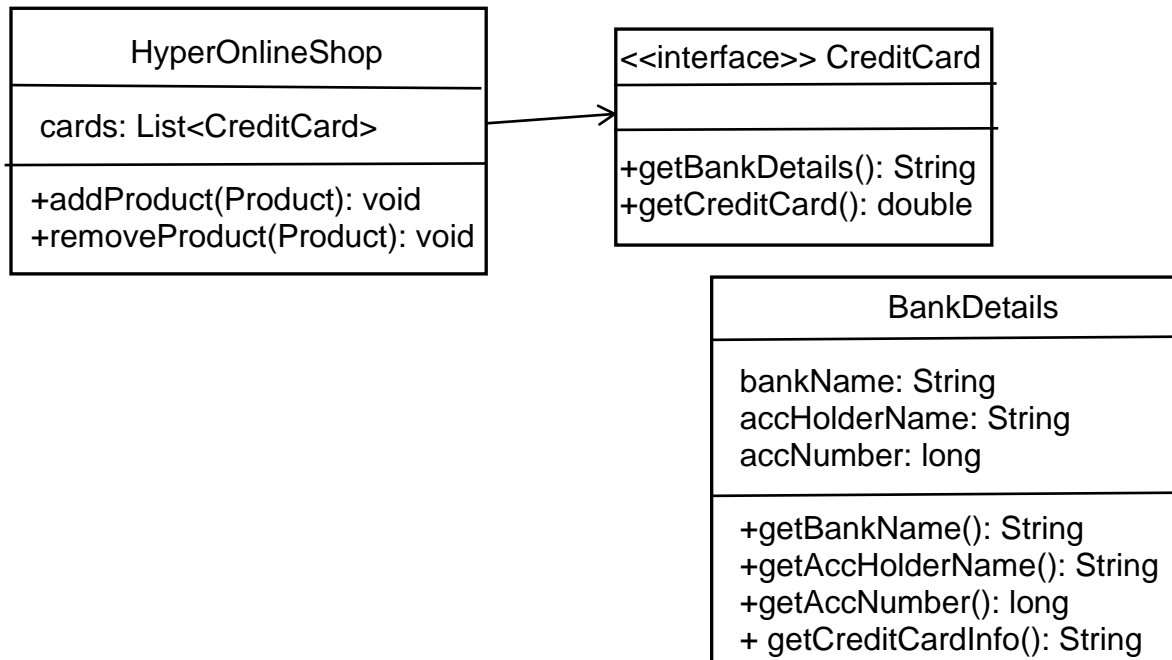 HyperOnlineShop
cards: List<CreditCard>
+addProduct(Product): void
+removeProduct(Product): void
<<interface>> CreditCard
+getBankDetails(): String
+getCreditCard(): double
BankDetails
bankName: String
accHolderName: String
accNumber: long
+getBankName(): String
+getAccHolderName(): String
+getAccNumber(): long
+ getCreditCardInfo(): String